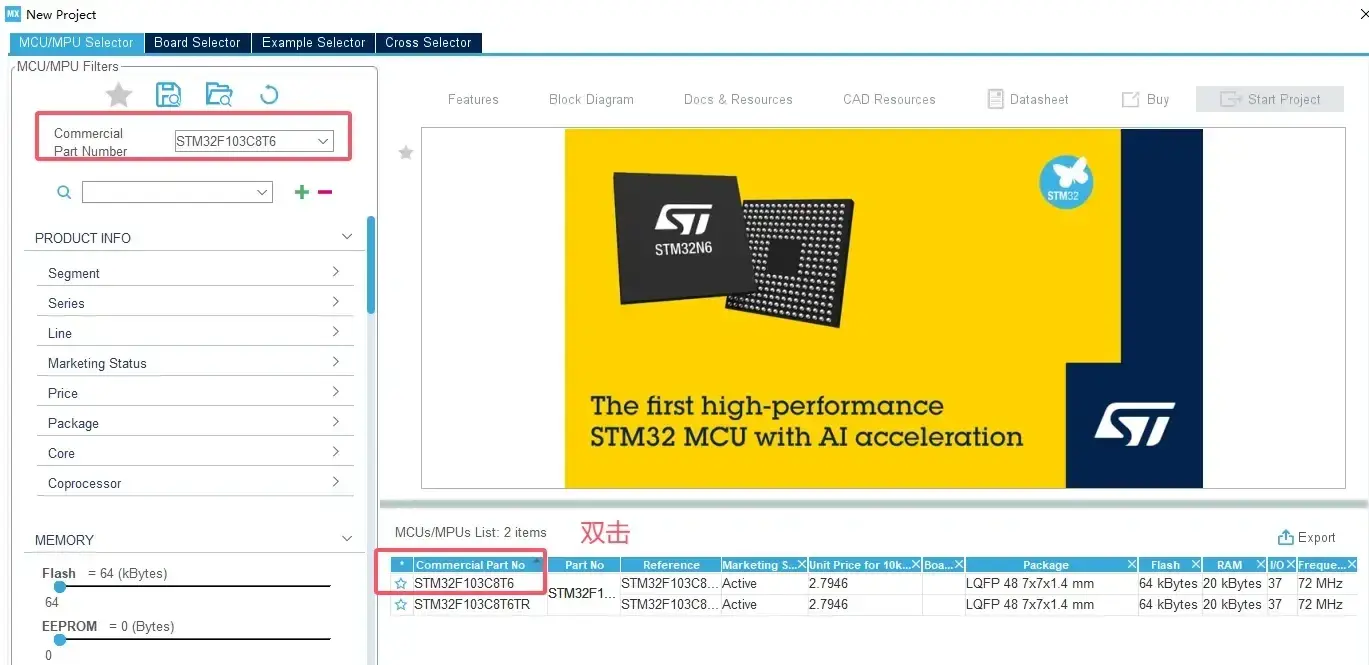 MX New Project
MCU/MPU Selector Board Selector Example Selector Cross Selector
MCU/MPU Filters
Commercial
Part Number
STM32F103C8T6
PRODUCT INFO
Segment
Series
Line
Marketing Status
Price
Package
Core
Coprocessor
MEMORY
Flash = 64 (kBytes)
64
EEPROM = 0 (Bytes)
0
Features Block Diagram Docs & Resources CAD Resources Datasheet Buy Start Project
STM32
ST
STM32N6
The first high-performance
STM32 MCU with AI acceleration
ST
MCUs/MPUs List: 2 items
双击
Export
* Commercial Part No Part No Reference Marketing S... Unit Price for 10k... Boa... Package Flash RAM I/O Freque...
STM32F103C8T6 STM32F1... STM32F103C8... Active 2.7946 LQFP 48 7x7x1.4 mm 64 kBytes 20 kBytes 37 72 MHz
STM32F103C8T6TR STM32F103C8... Active 2.7946 LQFP 48 7x7x1.4 mm 64 kBytes 20 kBytes 37 72 MHz